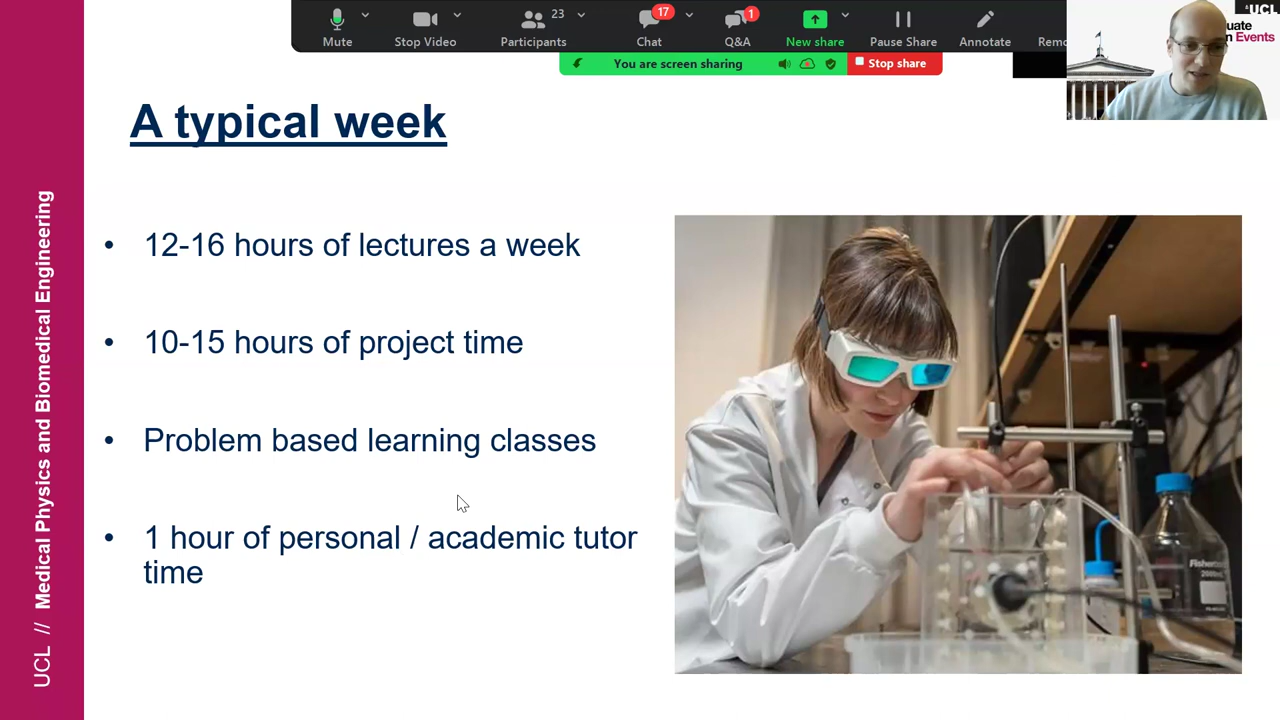 17
1
23
Mute
Stop Video
Participants
Chat
Q&A
New share
Pause Share
Annotate
Remo
You are screen sharing
Stop share
UCL
uate
n Events
A typical week
• 12-16 hours of lectures a week
• 10-15 hours of project time
• Problem based learning classes
• 1 hour of personal / academic tutor
time
UCL // Medical Physics and Biomedical Engineering